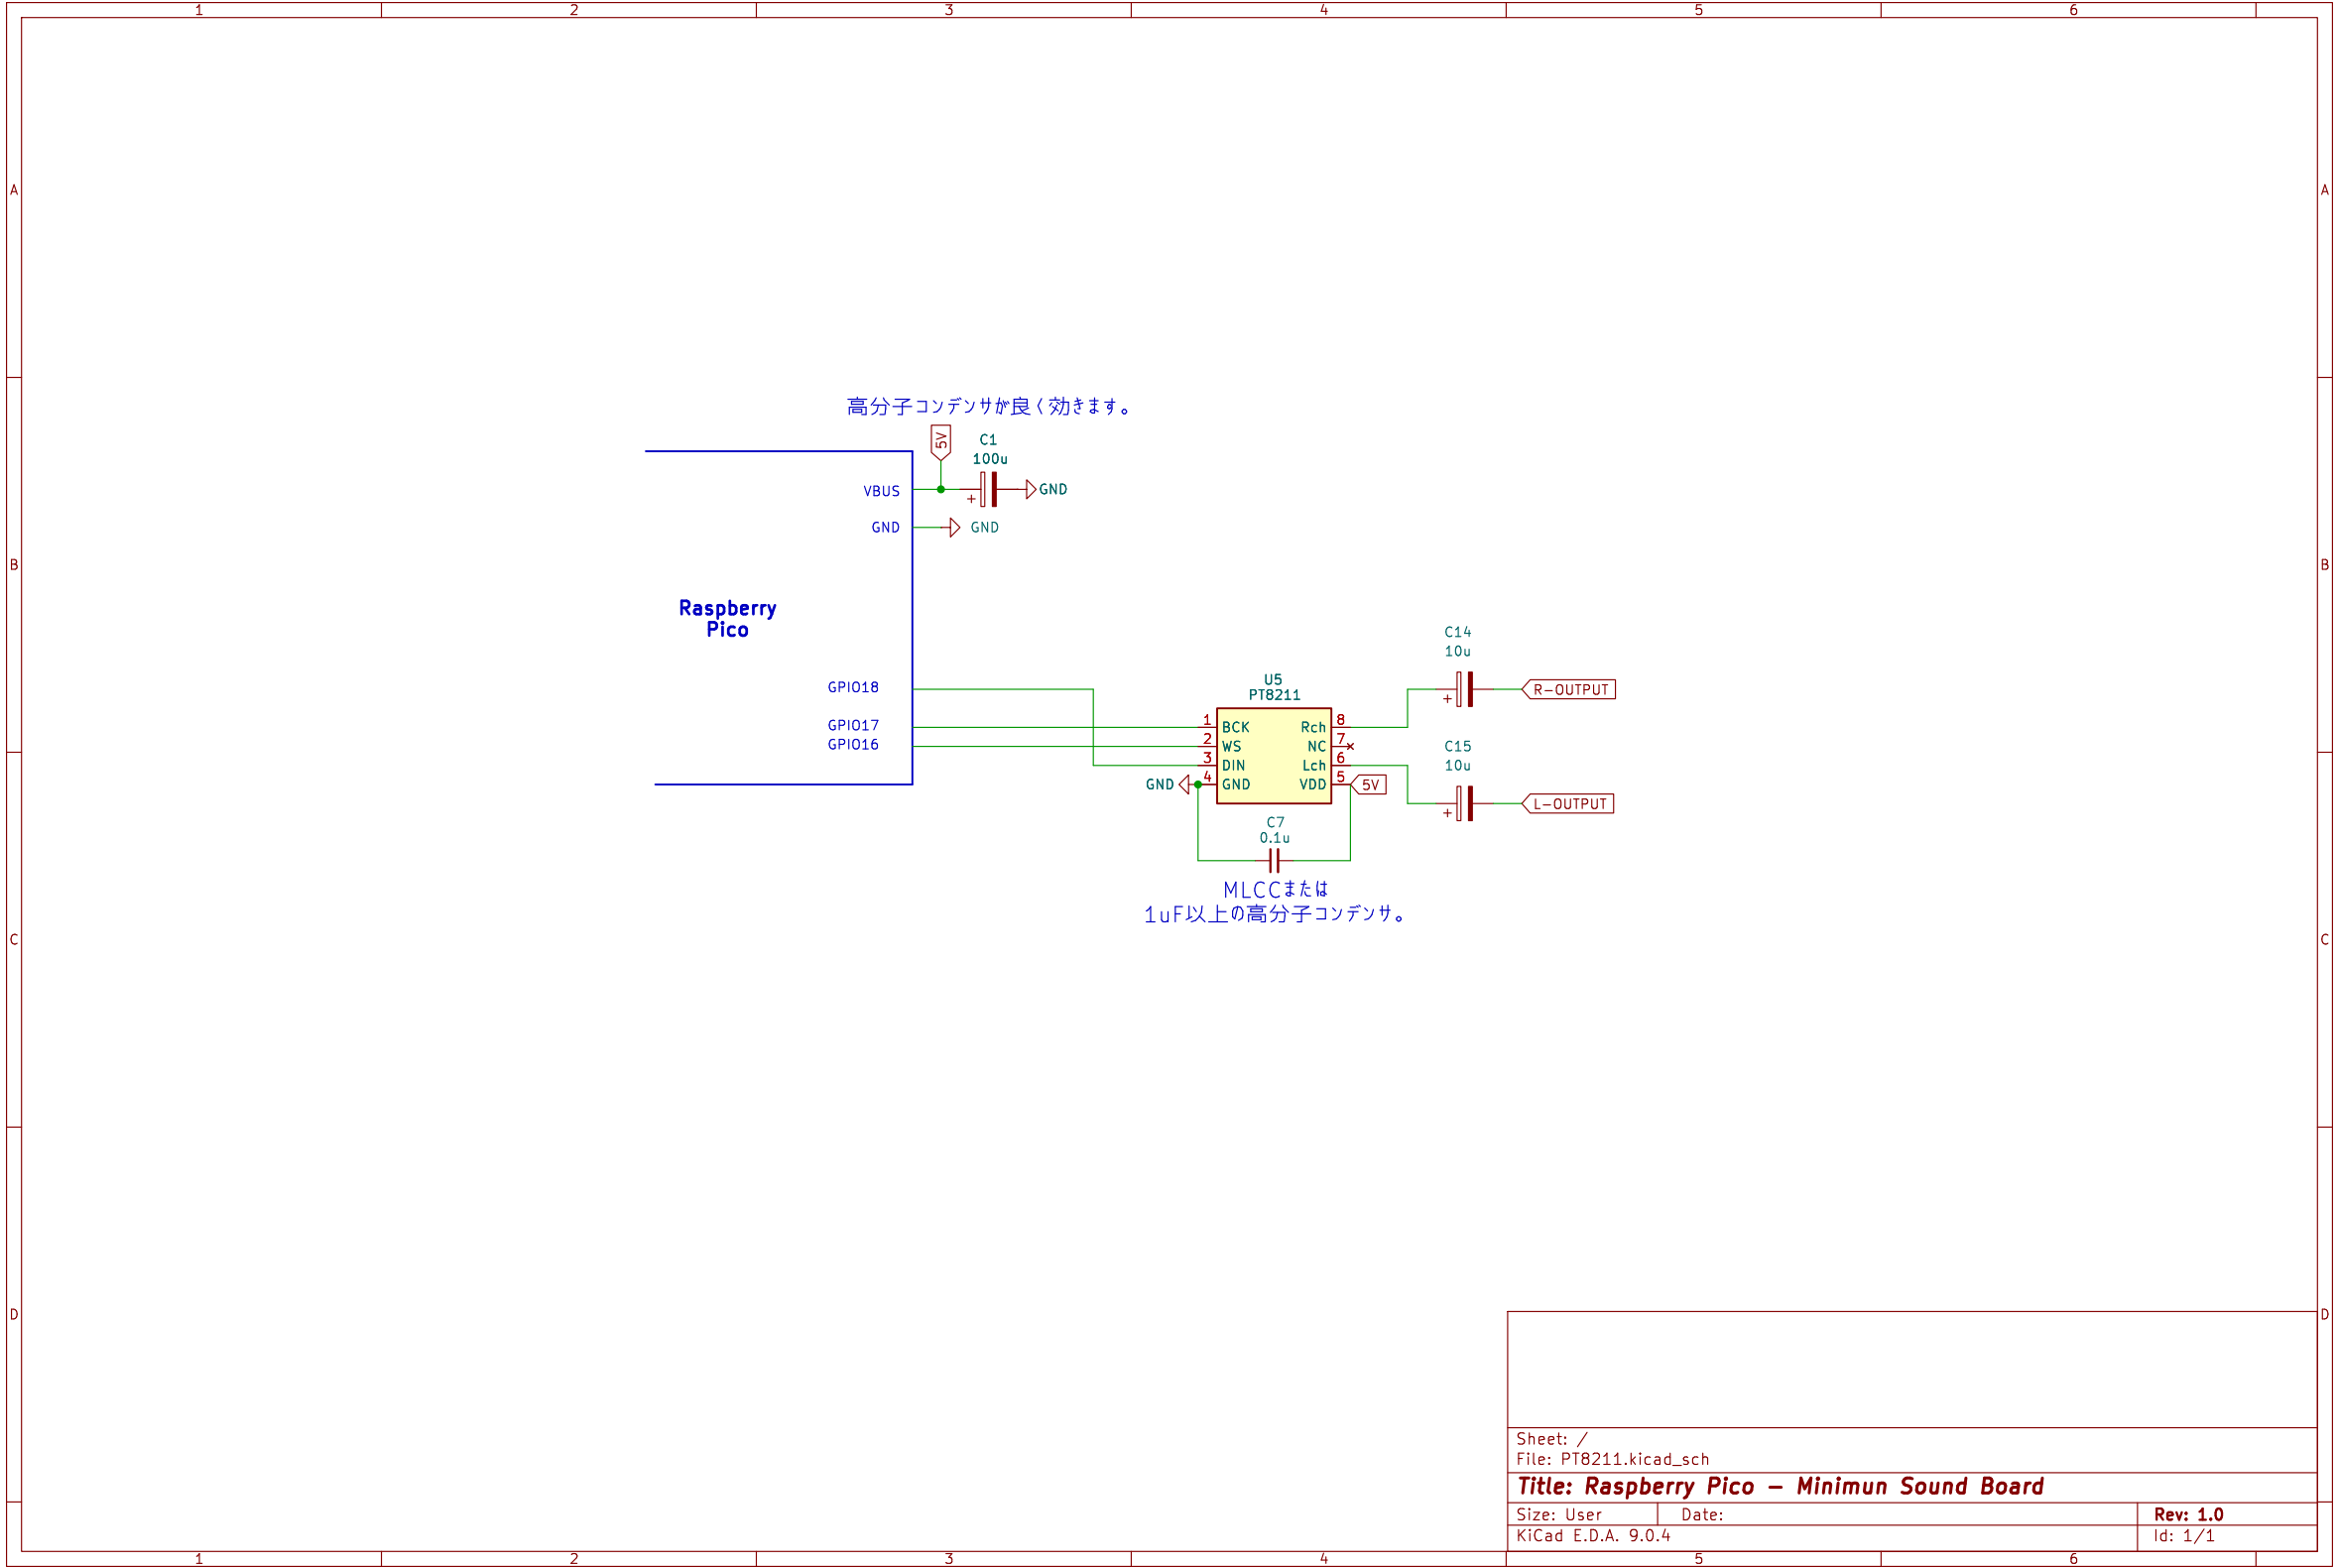 1 2 3 4 5 6
A A
高分子コンデンサが良く効きます。
5V
C1
100u
VBUS
GND
GND
GND
B B
Raspberry
Pico
C14
10u
GPIO18
R-OUTPUT
U5
PT8211
GPIO17
1 BCK Rch 8
GPIO16
2 WS NC 7
C15
10u
3 DIN Lch 6
GND
4 GND VDD 5
5V
+
+
+
L-OUTPUT
C7
0.1u
MLCCまたは
1uF以上の高分子コンデンサ。
C C
D D
Sheet: /
File: PT8211.kicad_sch
Title: Raspberry Pico – Minimun Sound Board
Size: User
Date:
Rev: 1.0
KiCad E.D.A. 9.0.4
Id: 1/1
1 2 3 4 5 6